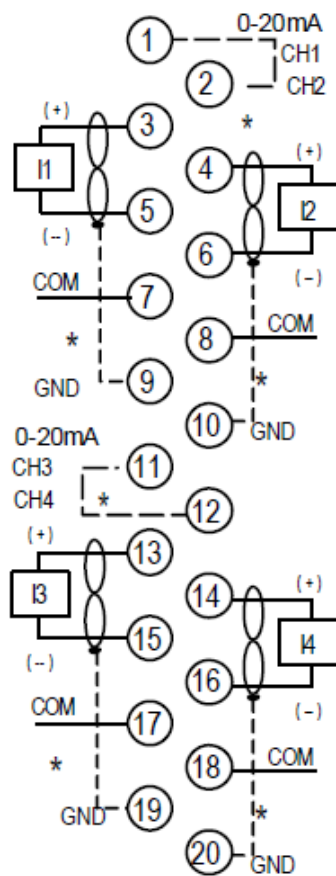 0-20mA
1
CH1
2
CH2
*
(+)
3
(+)
4
I1
I2
5
(--)
6
(--)
COM
7
COM
8
*
*
GND
9
10
GND
0-20mA
CH3
11
CH4
*
12
(+)
13
(+)
14
I3
I4
15
(--)
16
(--)
COM
17
COM
18
*
*
GND
19
20
GND